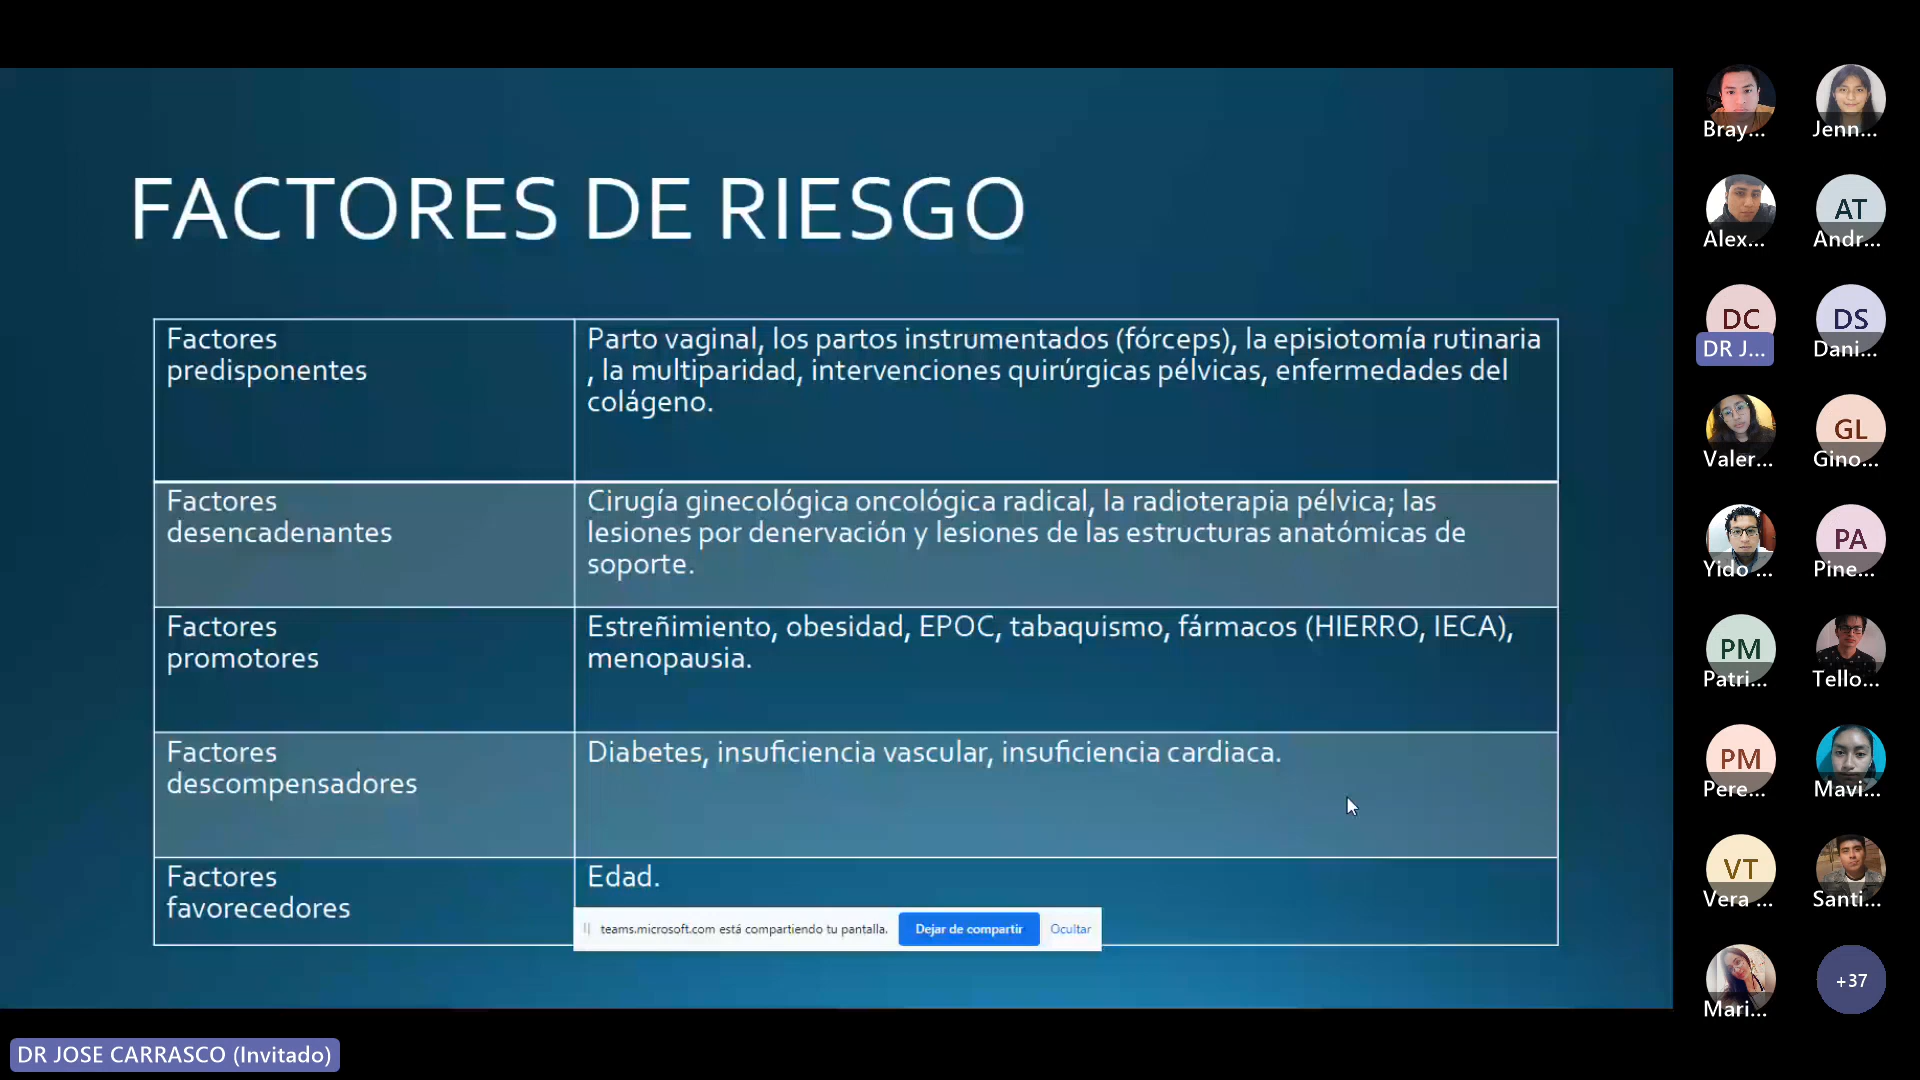 FACTORES DE RIESGO
Factores
predisponentes
Parto vaginal, los partos instrumentados (fórceps), la episiotomía rutinaria
, la multiparidad, intervenciones quirúrgicas pélvicas, enfermedades del
colágeno.
Factores
desencadenantes
Cirugía ginecológica oncológica radical, la radioterapia pélvica; las
lesiones por denervación y lesiones de las estructuras anatómicas de
soporte.
Factores
promotores
Estreñimiento, obesidad, EPOC, tabaquismo, fármacos (HIERRO, IECA),
menopausia.
Factores
descompensadores
Diabetes, insuficiencia vascular, insuficiencia cardiaca.
Factores
favorecedores
Edad.
teams.microsoft.com está compartiendo tu pantalla.
Dejar de compartir
Ocultar
DR JOSE CARRASCO (Invitado)
Bray...
Jenn...
Alex...
AT
Andr...
DC
DR J...
DS
Dani...
Valer...
GL
Gino...
Yido ...
PA
Pine...
PM
Patri...
Tello...
PM
Pere...
Mavi...
VT
Vera ...
Santi...
Mari...
+37